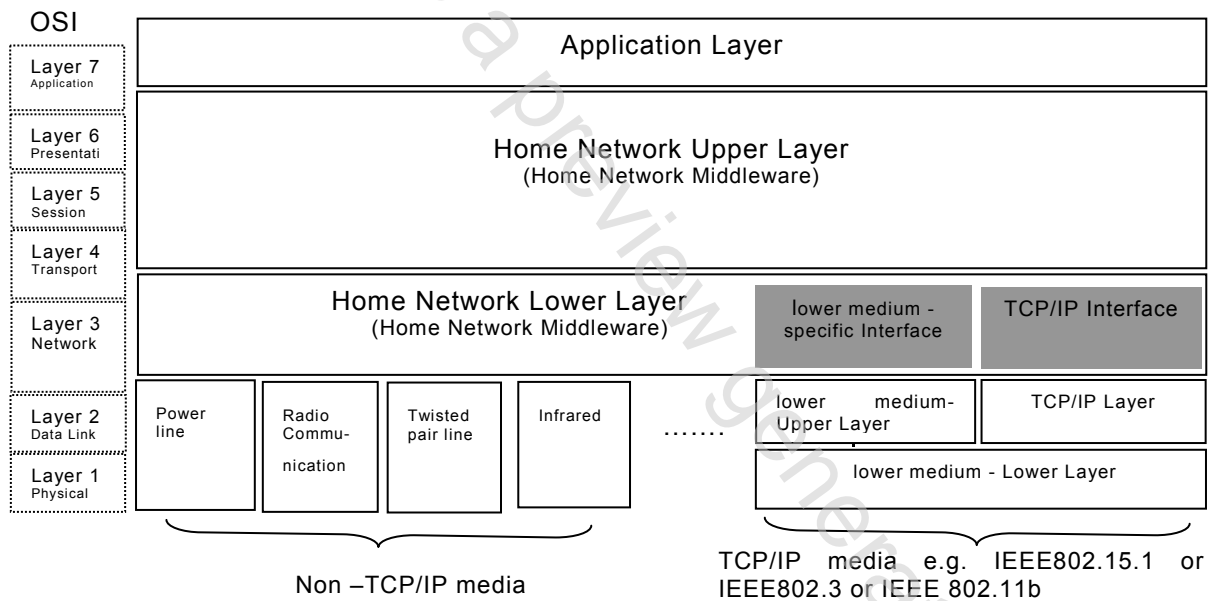 OSI
Layer 7
Application
Layer 6
Presentati
Layer 5
Session
Layer 4
Transport
Layer 3
Network
Layer 2
Data Link
Layer 1
Physical
Application Layer
Home Network Upper Layer
(Home Network Middleware)
Home Network Lower Layer
(Home Network Middleware)
lower medium -
specific Interface
TCP/IP Interface
Power
line
Radio
Commu-
nication
Twisted
pair line
Infrared
.......
lower medium-
Upper Layer
TCP/IP Layer
lower medium - Lower Layer
Non –TCP/IP media
TCP/IP media e.g. IEEE802.15.1 or
IEEE802.3 or IEEE 802.11b
a preview genera